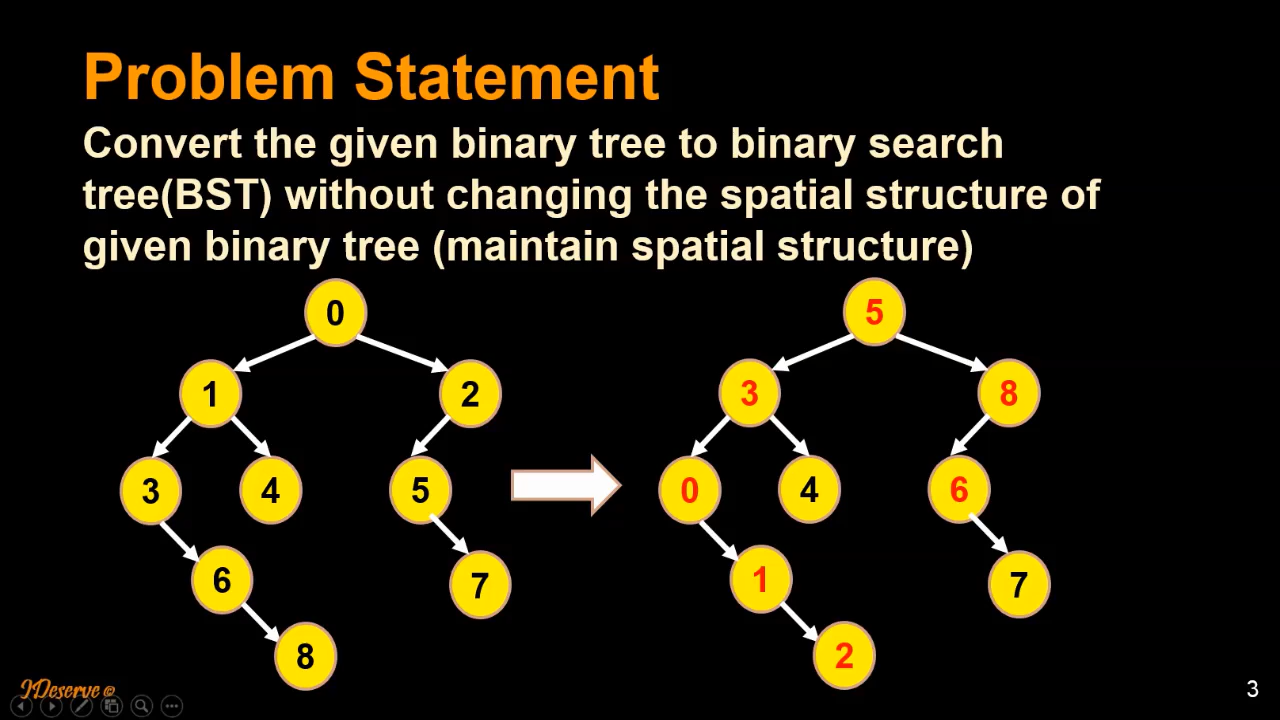 Problem Statement
Convert the given binary tree to binary search
tree(BST) without changing the spatial structure of
given binary tree (maintain spatial structure)
0 5
1 2 3 8
3 4 5 0 4 6
6 7 1 7
8 2
JDeserve ©
3